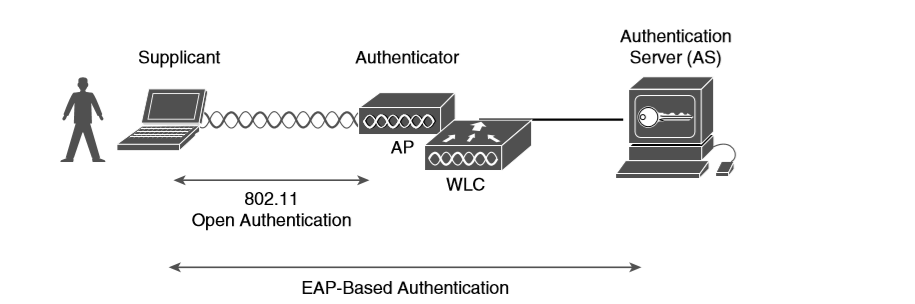 Supplicant
Authenticator
Authentication
Server (AS)
AP
WLC
802.11
Open Authentication
EAP-Based Authentication